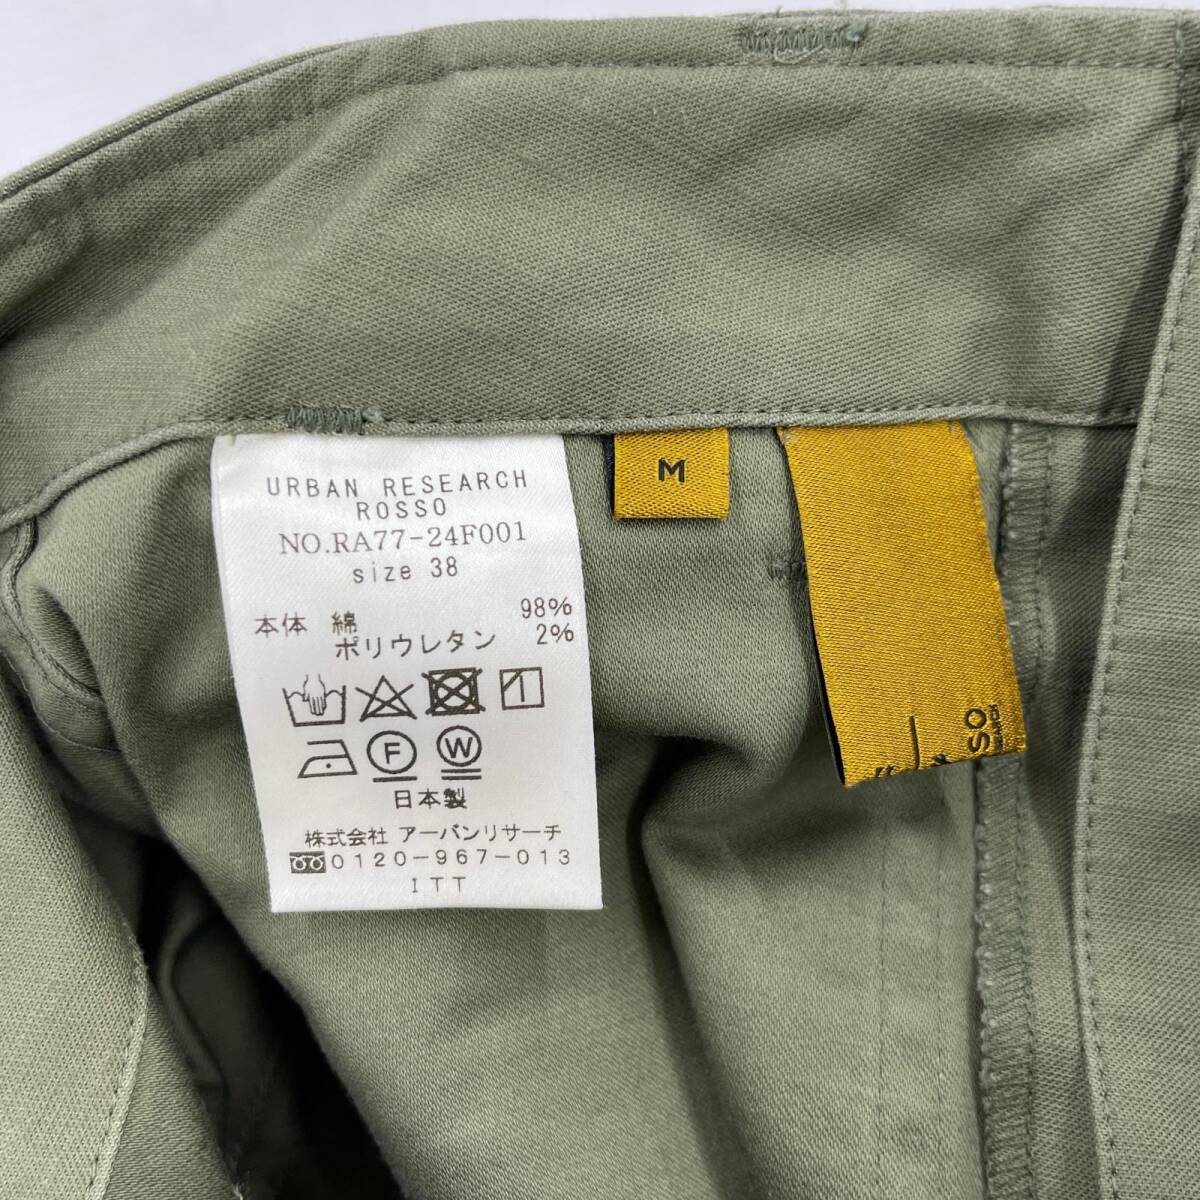 URBAN RESEARCH
ROSSO
NO.RA77-24F001
size 38
本体 綿 98%
ポリウレタン 2%
F W
日本製
株式会社 アーバンリサーチ
0120-967-013
ITT
M
SO